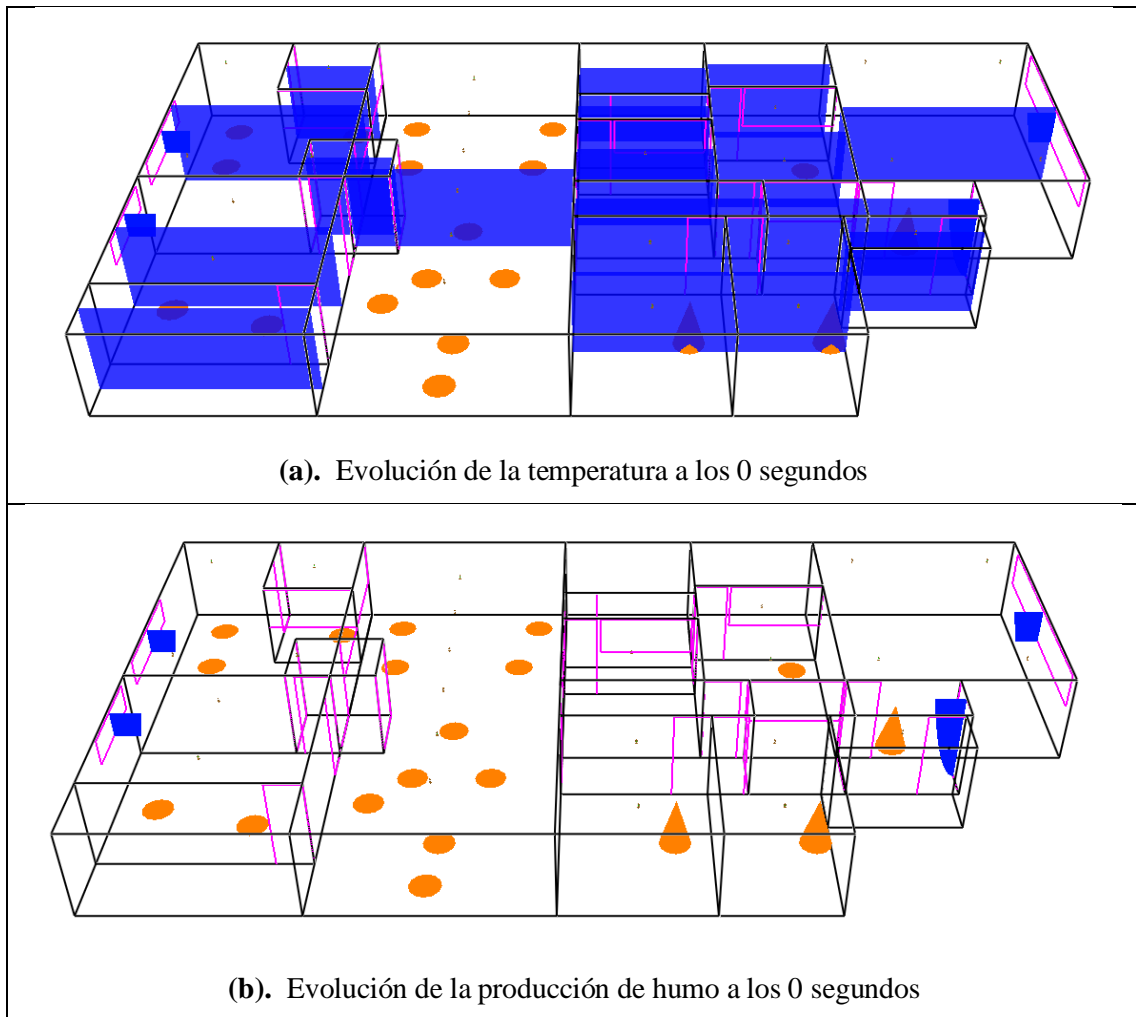 (a). Evolución de la temperatura a los 0 segundos
(b). Evolución de la producción de humo a los 0 segundos